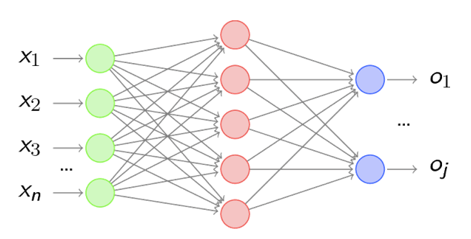 x₁
x₂
x₃
...
xₙ
o₁
...
oⱼ